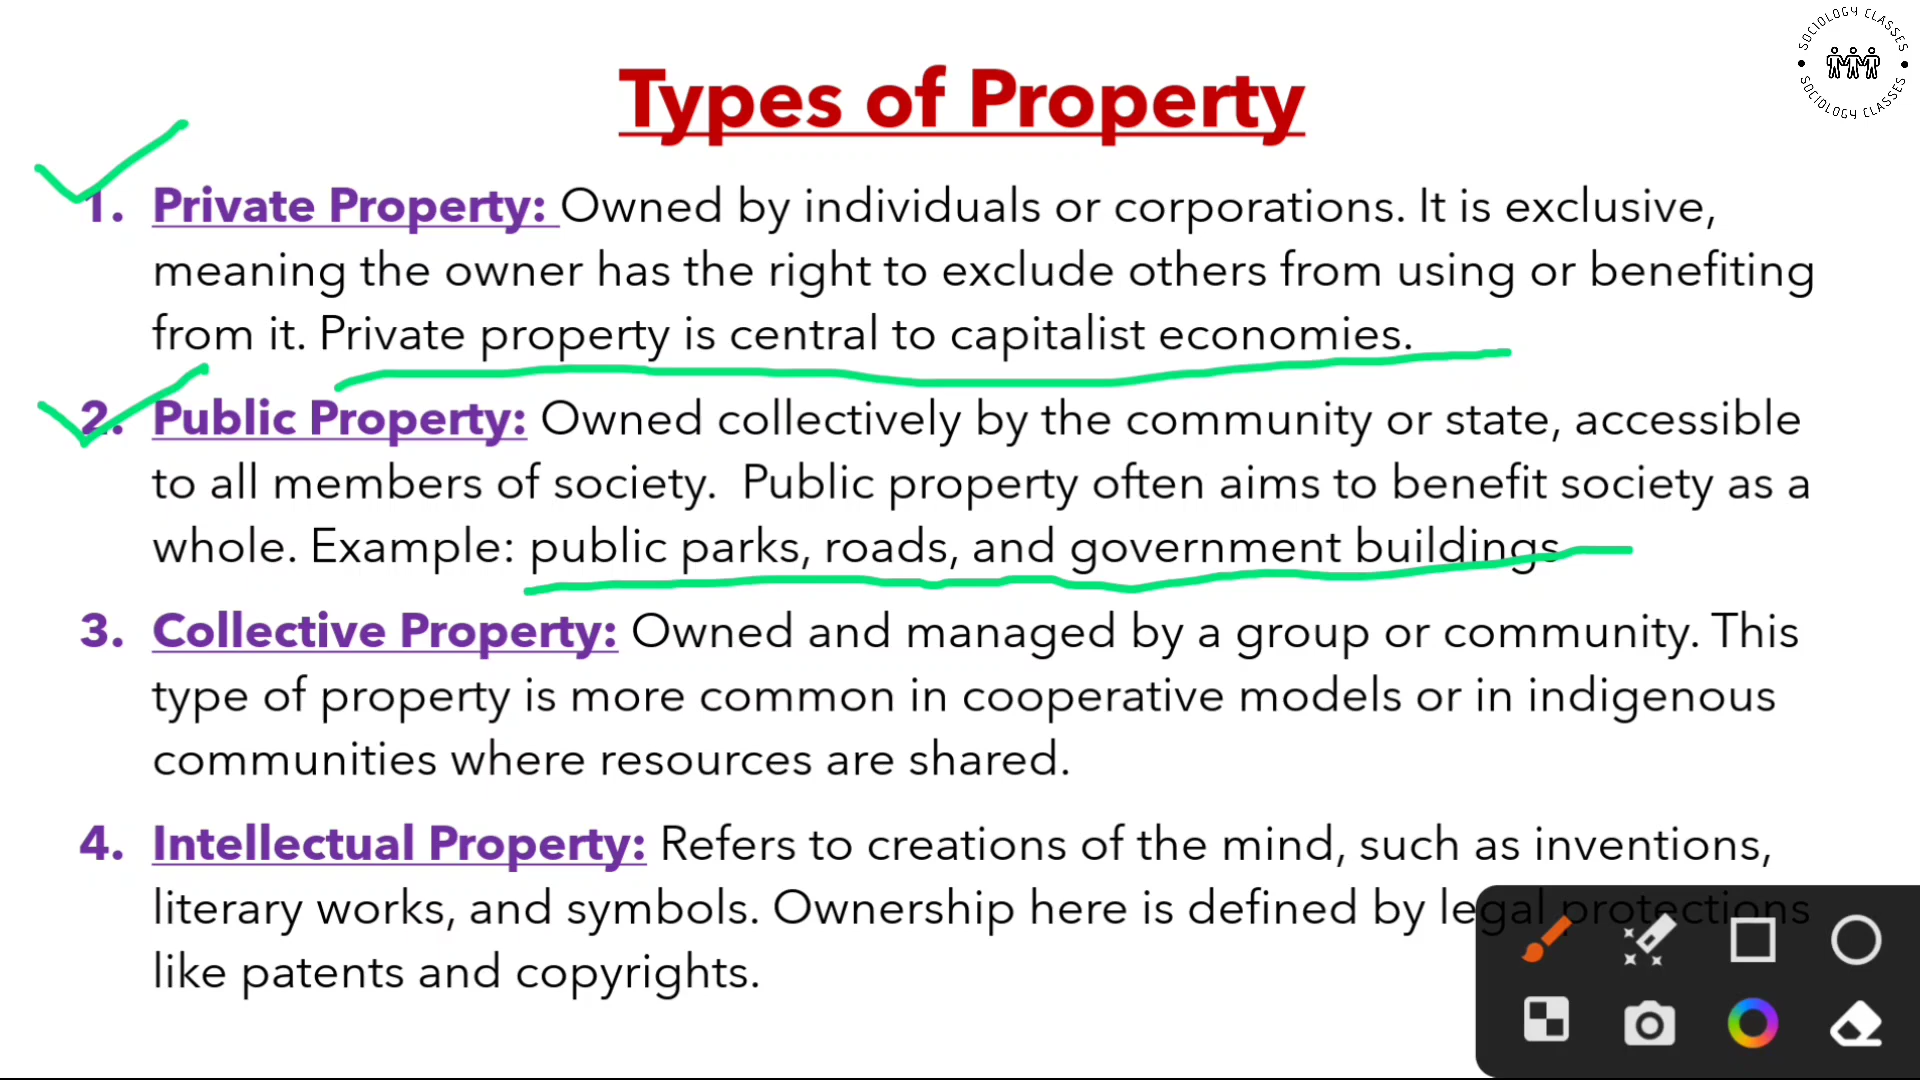 SOCIOLOGY CLASSES
SOCIOLOGY CLASSES
Types of Property
1. Private Property: Owned by individuals or corporations. It is exclusive,
meaning the owner has the right to exclude others from using or benefiting
from it. Private property is central to capitalist economies.
2. Public Property: Owned collectively by the community or state, accessible
to all members of society. Public property often aims to benefit society as a
whole. Example: public parks, roads, and government buildings
3. Collective Property: Owned and managed by a group or community. This
type of property is more common in cooperative models or in indigenous
communities where resources are shared.
4. Intellectual Property: Refers to creations of the mind, such as inventions,
literary works, and symbols. Ownership here is defined by legal protections
like patents and copyrights.